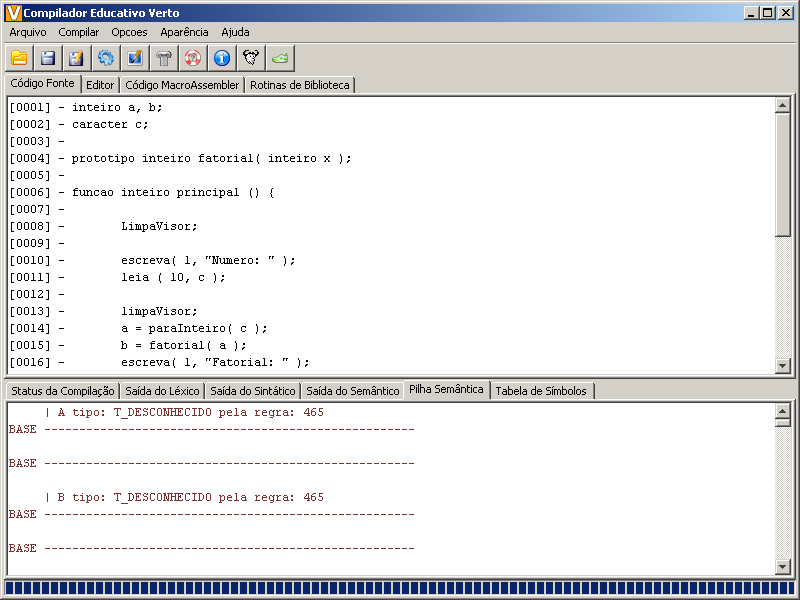 Compilador Educativo Verto
Arquivo Compilar Opcoes Aparência Ajuda
Código Fonte Editor Código MacroAssembler Rotinas de Biblioteca
[0001] - inteiro a, b;
[0002] - caracter c;
[0003] -
[0004] - prototipo inteiro fatorial( inteiro x );
[0005] -
[0006] - funcao inteiro principal () {
[0007] -
[0008] -        LimpaVisor;
[0009] -
[0010] -        escreva( 1, "Numero: " );
[0011] -        leia ( 10, c );
[0012] -
[0013] -        limpaVisor;
[0014] -        a = paraInteiro( c );
[0015] -        b = fatorial( a );
[0016] -        escreva( 1, "Fatorial: " );
Status da Compilação Saída do Léxico Saída do Sintático Saída do Semântico Pilha Semântica Tabela de Símbolos
| A tipo: T_DESCONHECIDO pela regra: 465
BASE -----------------------------------------------------
BASE -----------------------------------------------------
| B tipo: T_DESCONHECIDO pela regra: 465
BASE -----------------------------------------------------
BASE -----------------------------------------------------